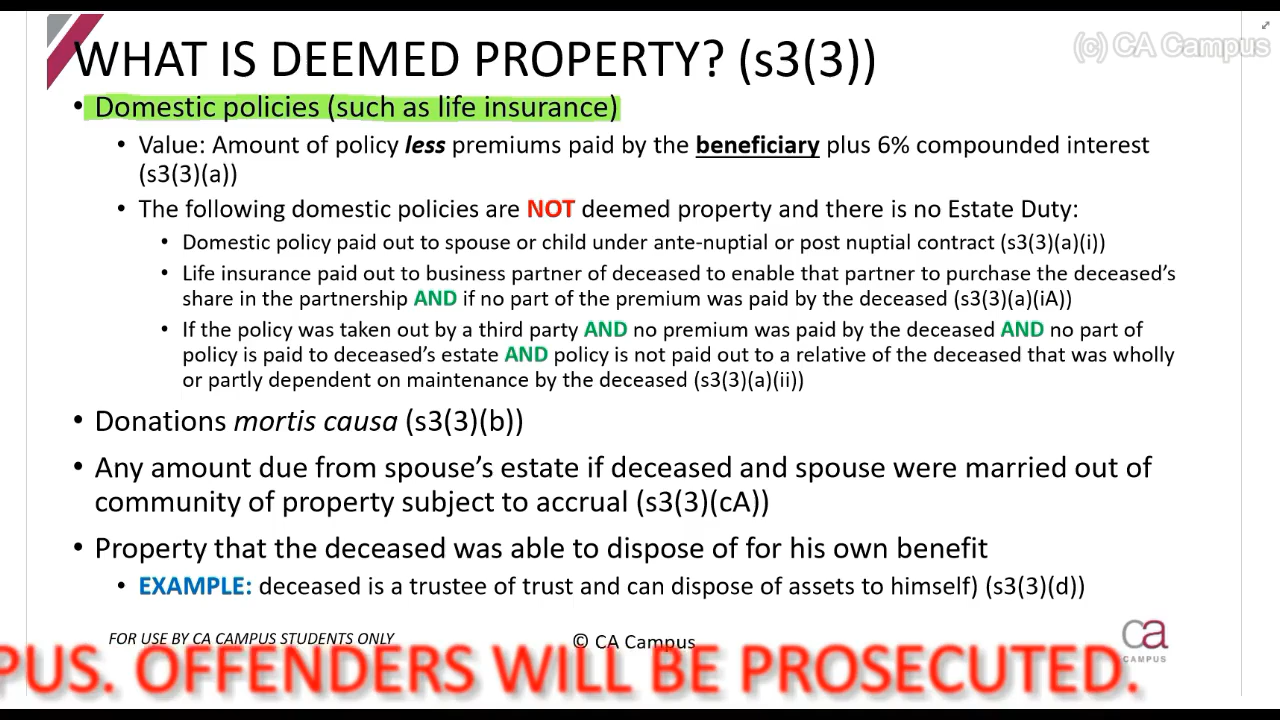 (c) CA Campus
WHAT IS DEEMED PROPERTY? (s3(3))
• Domestic policies (such as life insurance)
• Value: Amount of policy less premiums paid by the beneficiary plus 6% compounded interest
(s3(3)(a))
• The following domestic policies are NOT deemed property and there is no Estate Duty:
• Domestic policy paid out to spouse or child under ante-nuptial or post nuptial contract (s3(3)(a)(i))
• Life insurance paid out to business partner of deceased to enable that partner to purchase the deceased's
share in the partnership AND if no part of the premium was paid by the deceased (s3(3)(a)(iA))
• If the policy was taken out by a third party AND no premium was paid by the deceased AND no part of
policy is paid to deceased's estate AND policy is not paid out to a relative of the deceased that was wholly
or partly dependent on maintenance by the deceased (s3(3)(a)(ii))
• Donations mortis causa (s3(3)(b))
• Any amount due from spouse's estate if deceased and spouse were married out of
community of property subject to accrual (s3(3)(cA))
• Property that the deceased was able to dispose of for his own benefit
• EXAMPLE: deceased is a trustee of trust and can dispose of assets to himself) (s3(3)(d))
FOR USE BY CA CAMPUS STUDENTS ONLY
© CA Campus
ca
CAMPUS
PUS. OFFENDERS WILL BE PROSECUTED.